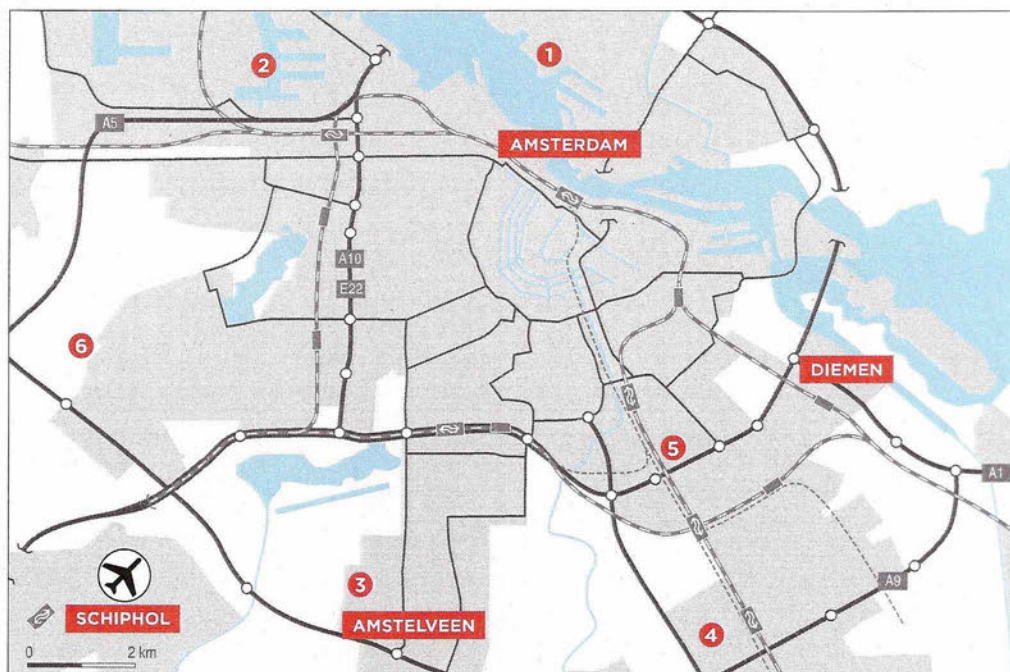 1
2
A5
AMSTERDAM
A10
E22
6
DIEMEN
5
A1
3
A9
SCHIPHOL
AMSTELVEEN
4
0 2 km